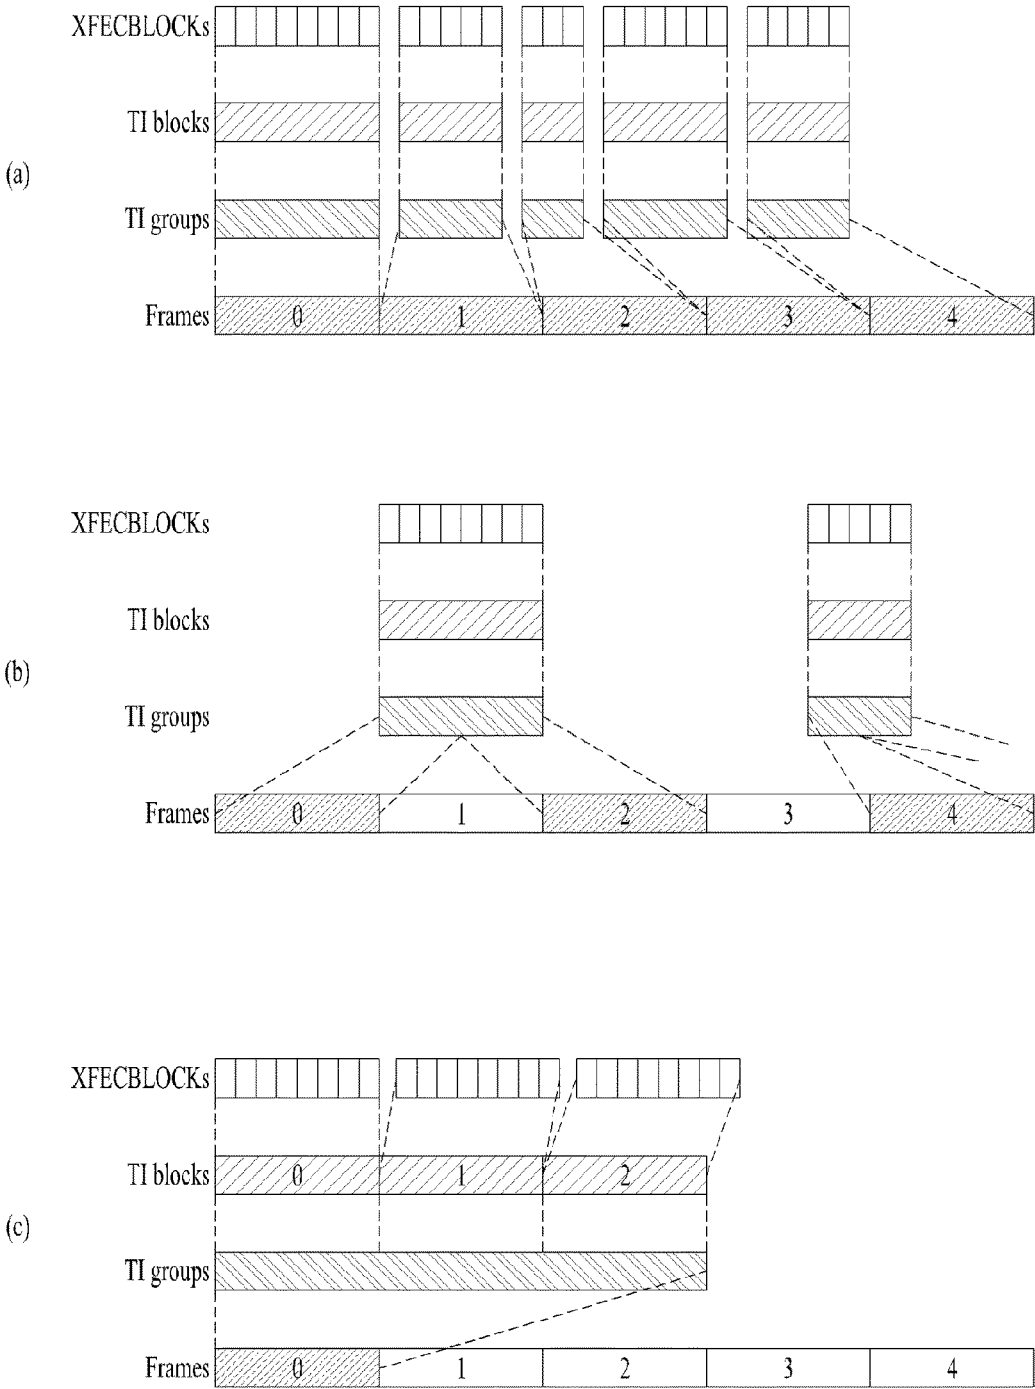 XFECBLOCKs
TI blocks
(a)
TI groups
Frames 0 1 2 3 4
XFECBLOCKs
TI blocks
(b)
TI groups
Frames 0 1 2 3 4
XFECBLOCKs
TI blocks 0 1 2
(c)
TI groups
Frames 0 1 2 3 4